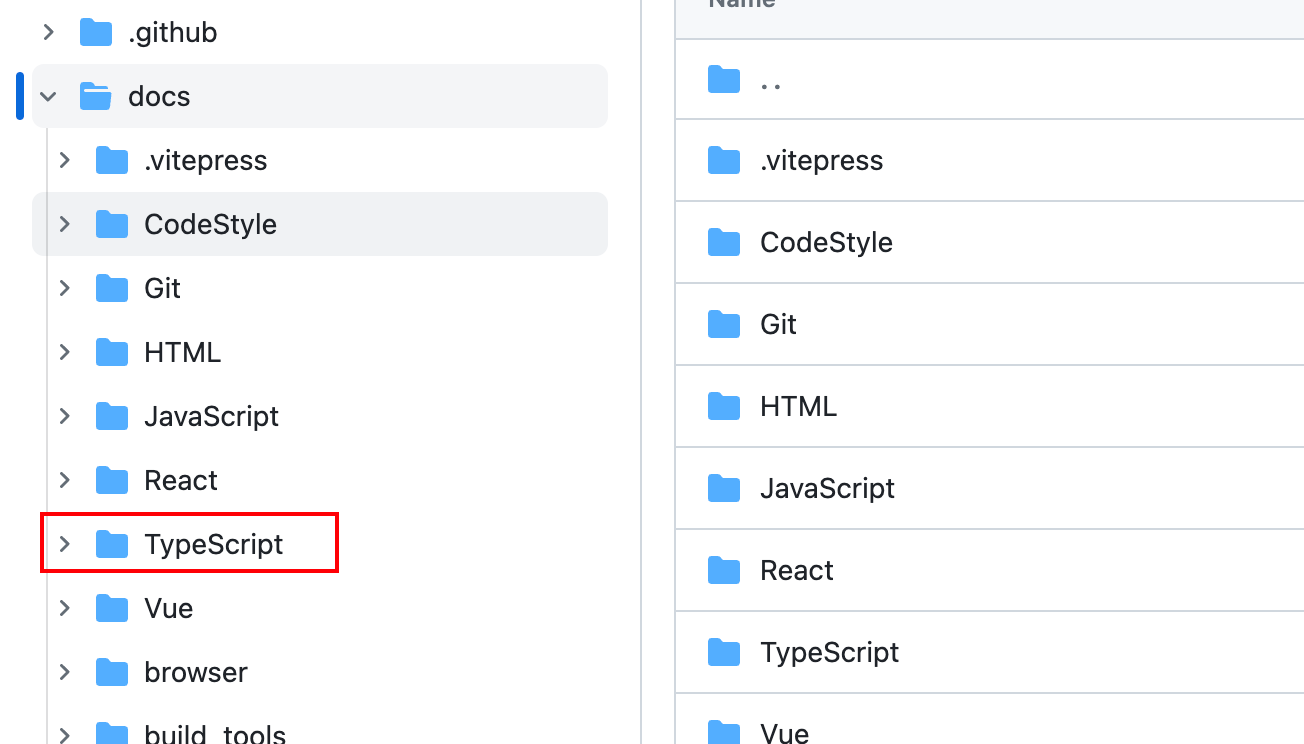 .github
docs
.vitepress
CodeStyle
Git
HTML
JavaScript
React
TypeScript
Vue
browser
build_tools
Name
..
.vitepress
CodeStyle
Git
HTML
JavaScript
React
TypeScript
Vue